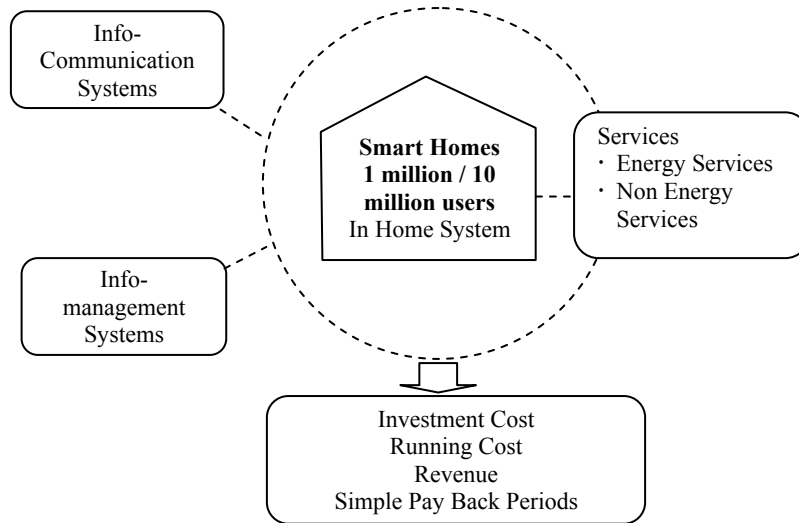 Info-
Communication
Systems
Smart Homes
1 million / 10
million users
In Home System
Services
· Energy Services
· Non Energy
Services
Info-
management
Systems
Investment Cost
Running Cost
Revenue
Simple Pay Back Periods